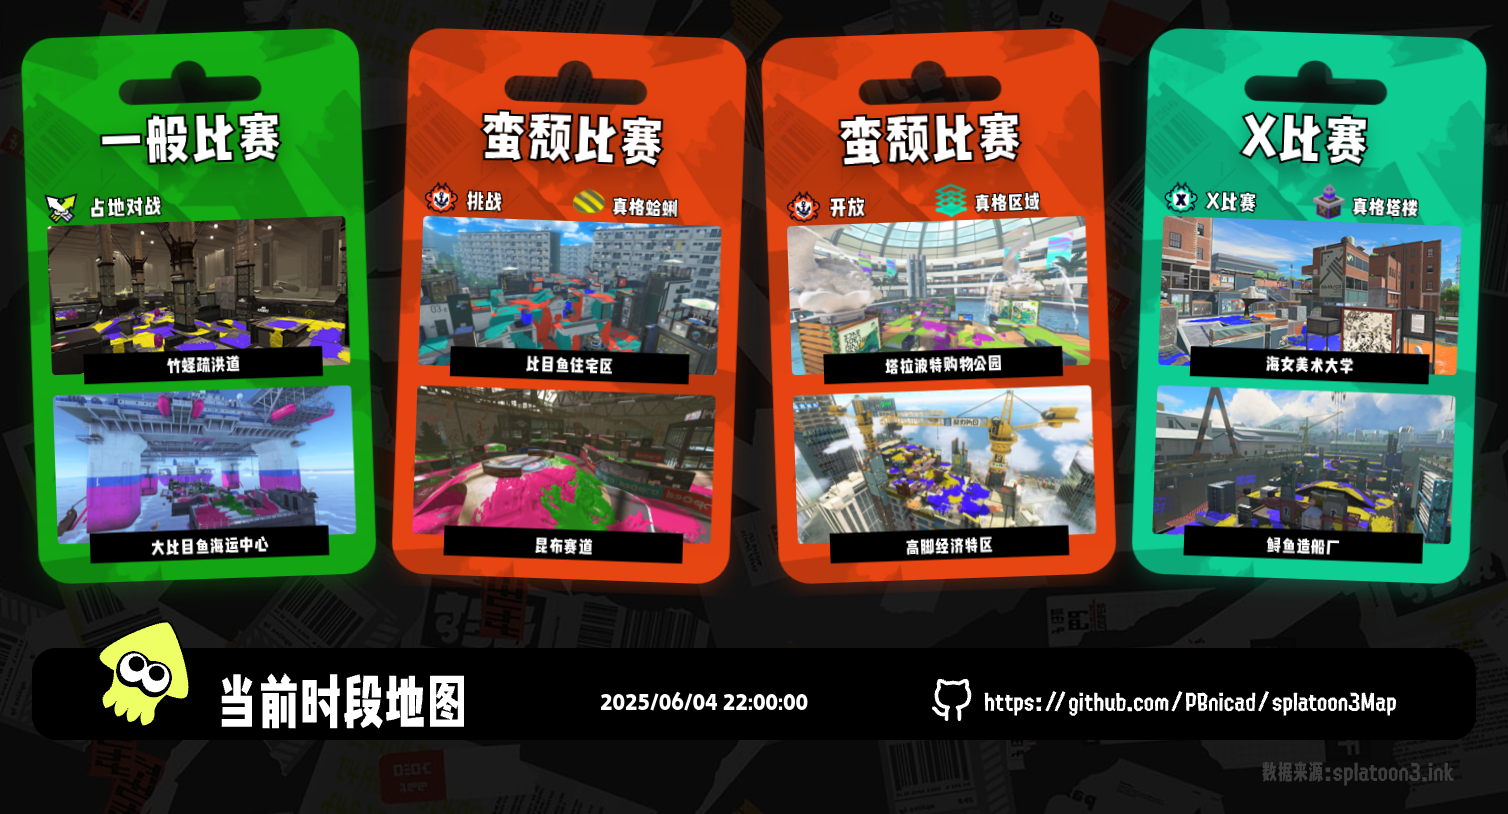 一般比赛
占地对战
竹蛏疏洪道
大比目鱼海运中心
蛮颓比赛
挑战
真格蛤蜊
比目鱼住宅区
昆布赛道
蛮颓比赛
开放
真格区域
塔拉波特购物公园
高脚经济特区
X比赛
X比赛
真格塔楼
海女美术大学
鲟鱼造船厂
当前时段地图
2025/06/04 22:00:00
https://github.com/PBnicad/splatoon3Map
数据来源:splatoon3.ink